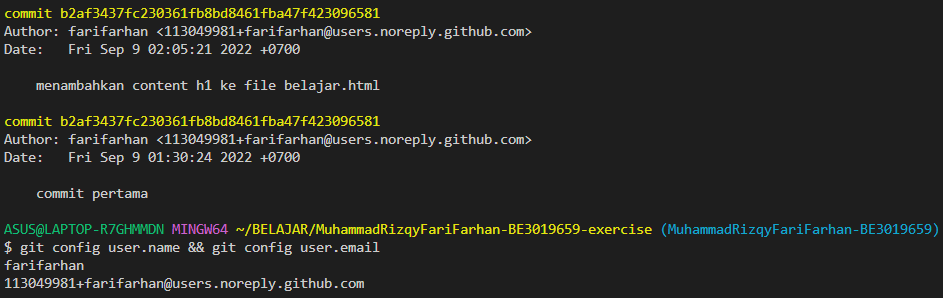 commit b2af3437fc230361fb8bd8461fba47f423096581
Author: farifarhan <113049981+farifarhan@users.noreply.github.com>
Date:   Fri Sep 9 02:05:21 2022 +0700
menambahkan content h1 ke file belajar.html
commit b2af3437fc230361fb8bd8461fba47f423096581
Author: farifarhan <113049981+farifarhan@users.noreply.github.com>
Date:   Fri Sep 9 01:30:24 2022 +0700
commit pertama
ASUS@LAPTOP-R7GHMMDN MINGW64 ~/BELAJAR/MuhammadRizqyFariFarhan-BE3019659-exercise (MuhammadRizqyFariFarhan-BE3019659)
$ git config user.name && git config user.email
farifarhan
113049981+farifarhan@users.noreply.github.com